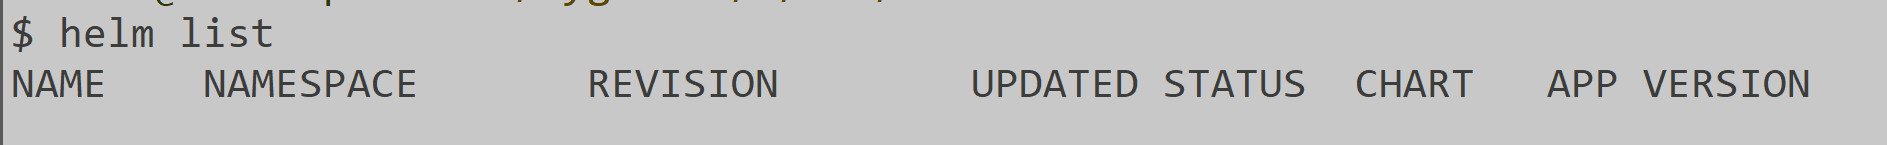 $ helm list
NAME NAMESPACE REVISION UPDATED STATUS CHART APP VERSION